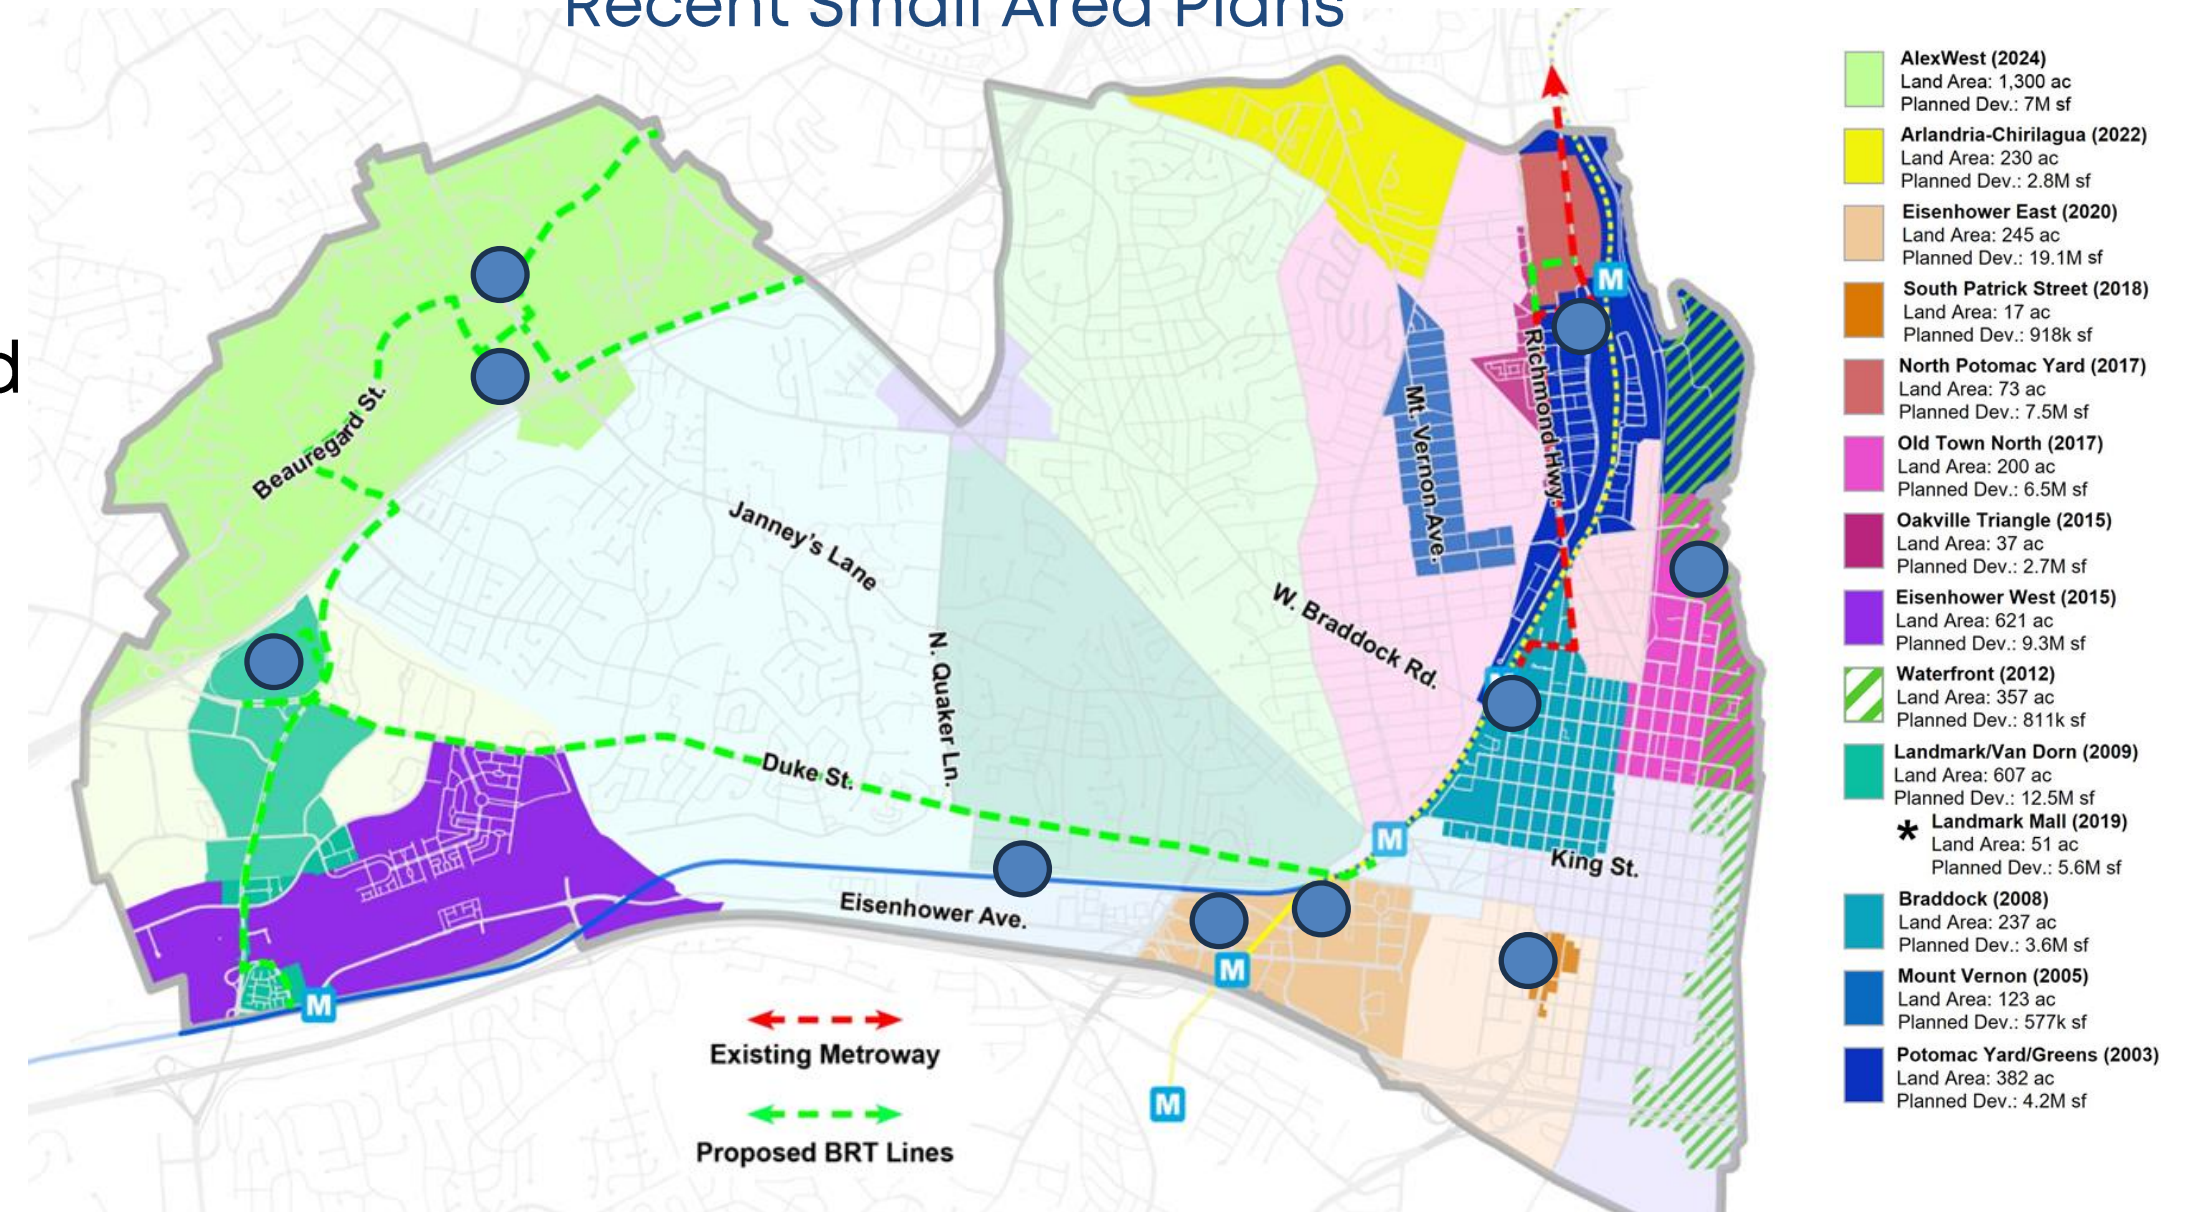 Recent Small Area Plans
d
Beauregard St.
Janney's Lane
N. Quaker Ln.
Duke St.
Eisenhower Ave.
W. Braddock Rd.
Mt. Vernon Ave.
Richmond Hwy.
King St.
M
M
M
M
M
Existing Metroway
Proposed BRT Lines
AlexWest (2024)
Land Area: 1,300 ac
Planned Dev.: 7M sf
Arlandria-Chirilagua (2022)
Land Area: 230 ac
Planned Dev.: 2.8M sf
Eisenhower East (2020)
Land Area: 245 ac
Planned Dev.: 19.1M sf
South Patrick Street (2018)
Land Area: 17 ac
Planned Dev.: 918k sf
North Potomac Yard (2017)
Land Area: 73 ac
Planned Dev.: 7.5M sf
Old Town North (2017)
Land Area: 200 ac
Planned Dev.: 6.5M sf
Oakville Triangle (2015)
Land Area: 37 ac
Planned Dev.: 2.7M sf
Eisenhower West (2015)
Land Area: 621 ac
Planned Dev.: 9.3M sf
Waterfront (2012)
Land Area: 357 ac
Planned Dev.: 811k sf
Landmark/Van Dorn (2009)
Land Area: 607 ac
Planned Dev.: 12.5M sf
* Landmark Mall (2019)
Land Area: 51 ac
Planned Dev.: 5.6M sf
Braddock (2008)
Land Area: 237 ac
Planned Dev.: 3.6M sf
Mount Vernon (2005)
Land Area: 123 ac
Planned Dev.: 577k sf
Potomac Yard/Greens (2003)
Land Area: 382 ac
Planned Dev.: 4.2M sf